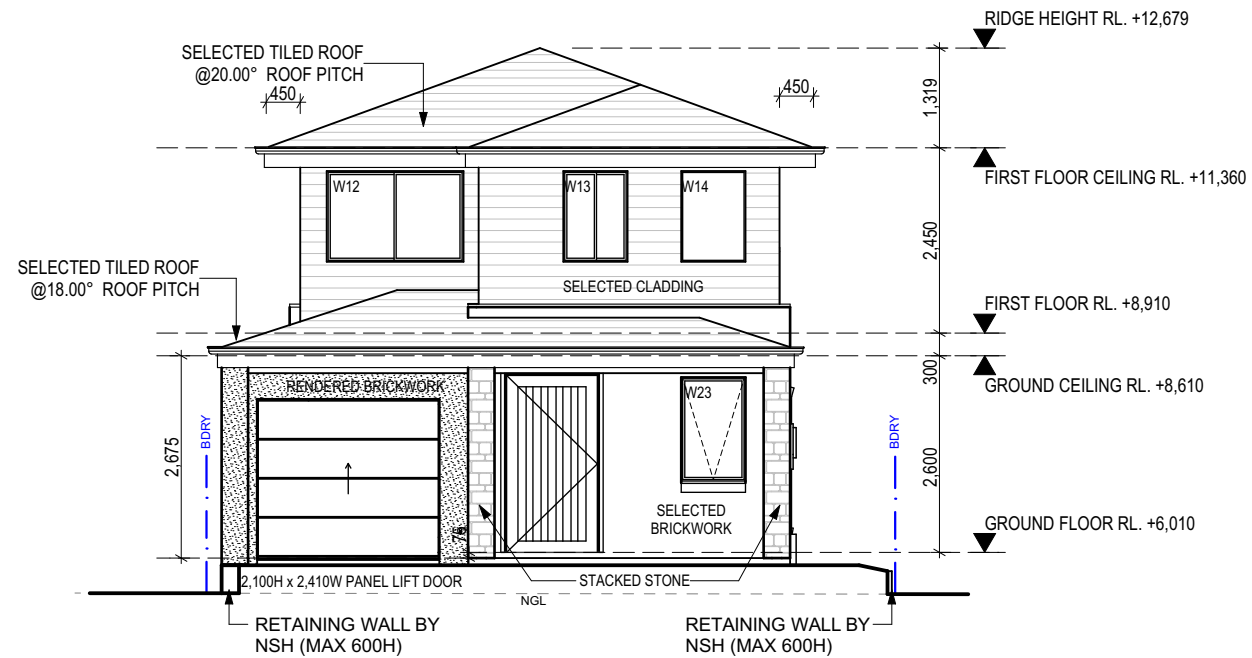 RIDGE HEIGHT RL. +12,679
SELECTED TILED ROOF
@20.00° ROOF PITCH
450
450
1,319
FIRST FLOOR CEILING RL. +11,360
W12
W13
W14
2,450
SELECTED TILED ROOF
@18.00° ROOF PITCH
SELECTED CLADDING
FIRST FLOOR RL. +8,910
300
GROUND CEILING RL. +8,610
RENDERED BRICKWORK
W23
BDRY
BDRY
2,675
2,600
SELECTED
BRICKWORK
GROUND FLOOR RL. +6,010
2,100H x 2,410W PANEL LIFT DOOR
STACKED STONE
NGL
RETAINING WALL BY
NSH (MAX 600H)
RETAINING WALL BY
NSH (MAX 600H)